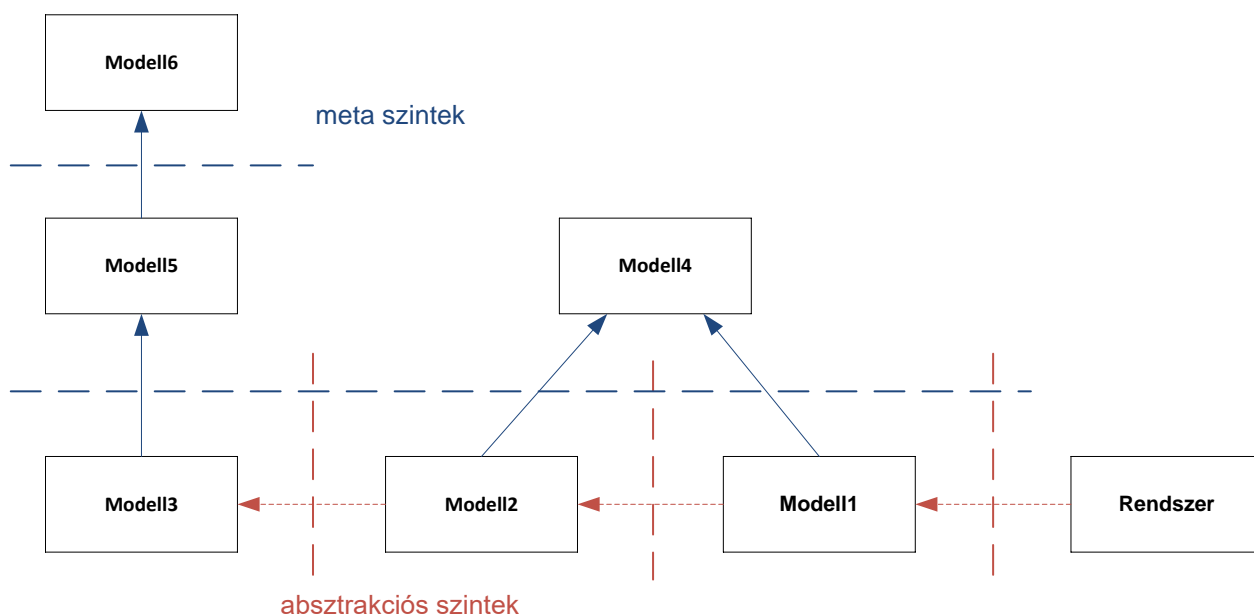 Modell6
meta szintek
Modell5
Modell4
Modell3
Modell2
Modell1
Rendszer
absztrakciós szintek